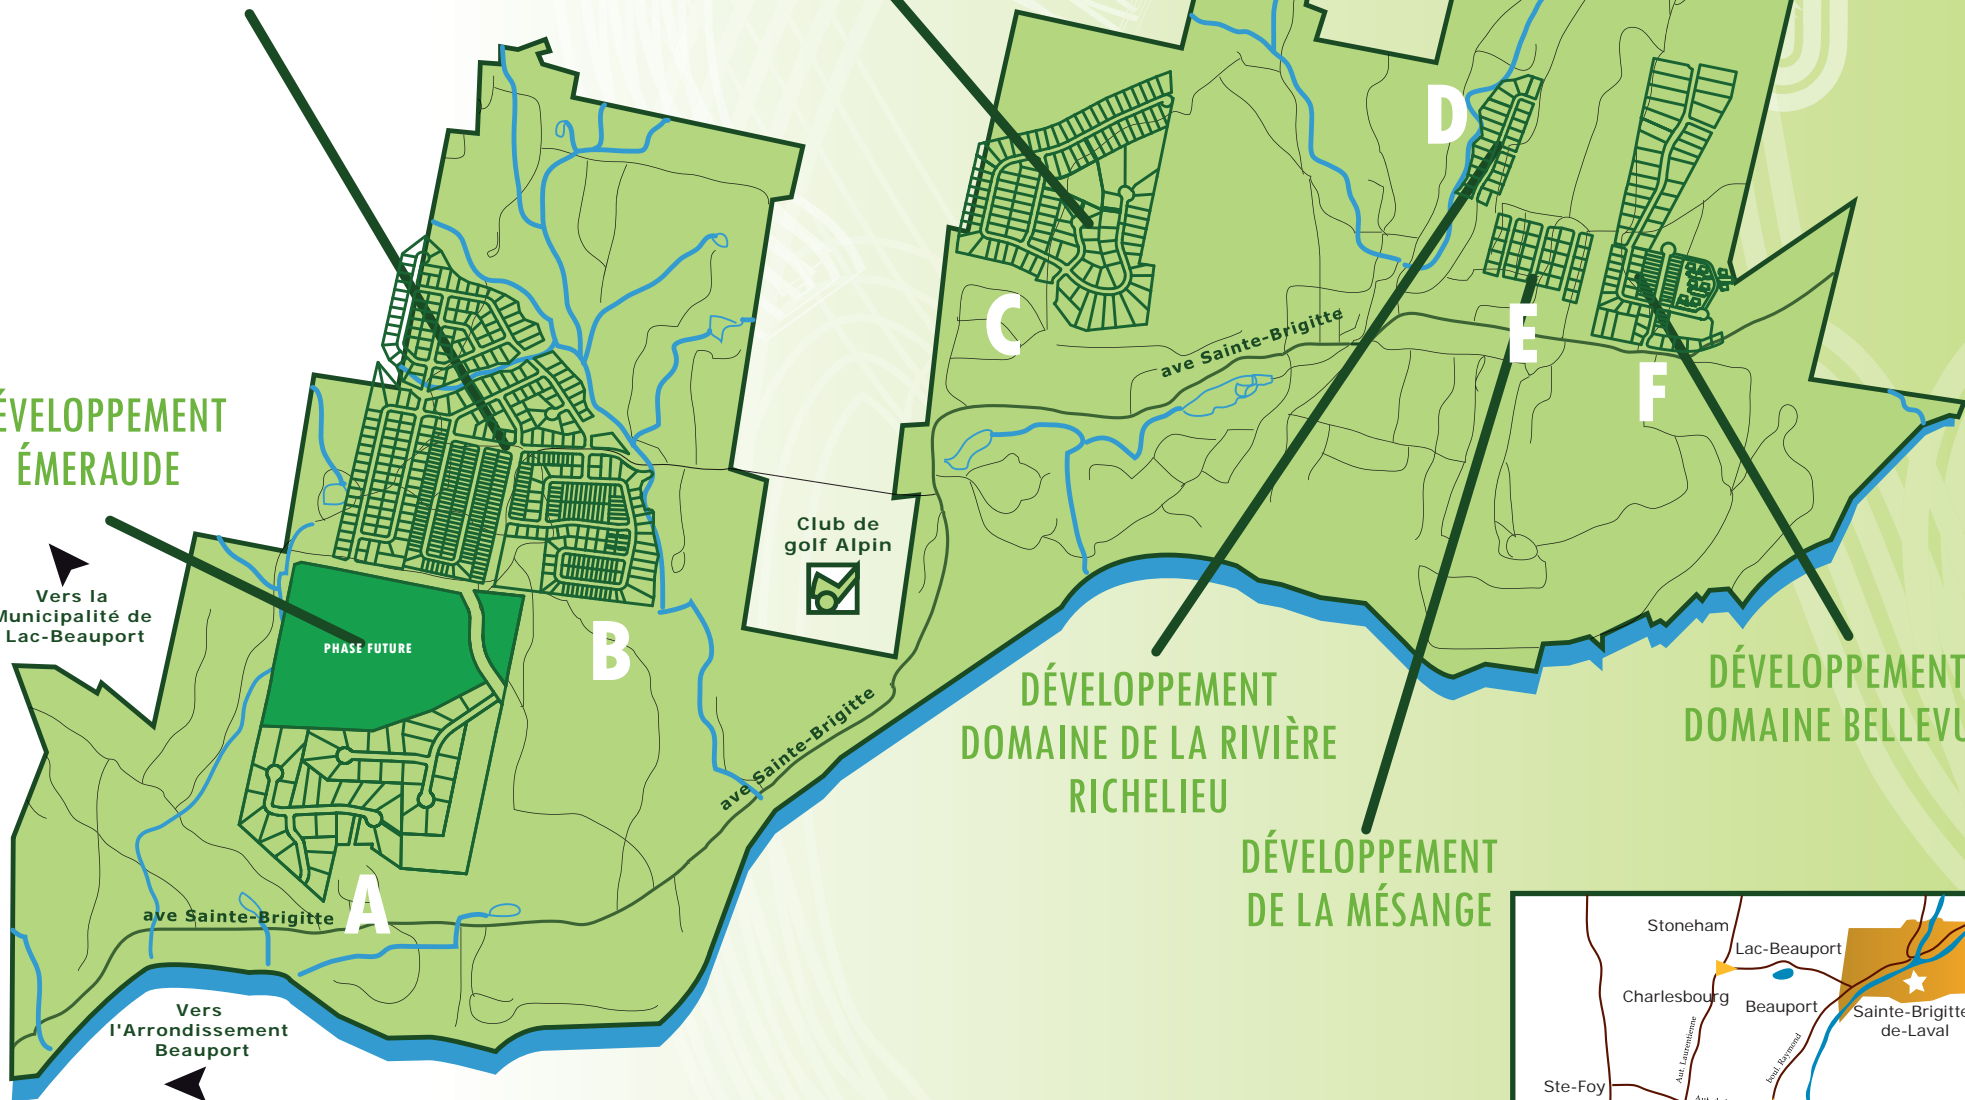 D
C
ave Sainte-Brigitte
E
F
ÉVELOPPEMENT
ÉMERAUDE
Club de
golf Alpin
Vers la
Municipalité de
Lac-Beauport
PHASE FUTURE
B
DÉVELOPPEMENT
DOMAINE DE LA RIVIÈRE
RICHELIEU
DÉVELOPPEMENT
DOMAINE BELLEVU
ave Sainte-Brigitte
DÉVELOPPEMENT
DE LA MÉSANGE
A
ave Sainte-Brigitte
Vers
l'Arrondissement
Beauport
Stoneham
Lac-Beauport
Charlesbourg
Beauport
Sainte-Brigitte
de-Laval
Aut. Laurentienne
boul. Raymond
Ste-Foy